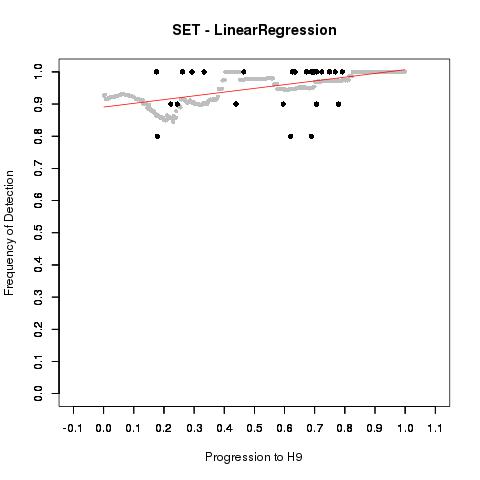 SET - LinearRegression
Frequency of Detection
1.0
0.9
0.8
0.7
0.6
0.5
0.4
0.3
0.2
0.1
0.0
-0.1 0.0 0.1 0.2 0.3 0.4 0.5 0.6 0.7 0.8 0.9 1.0 1.1
Progression to H9